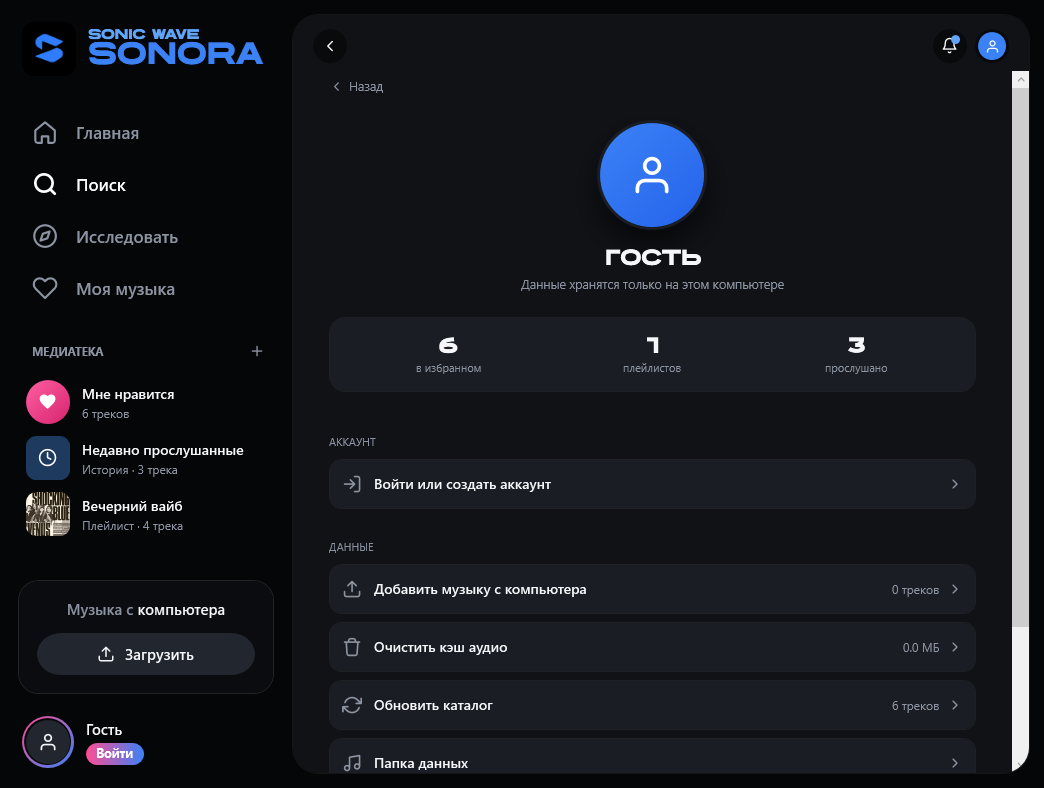 SONIC WAVE
SONORA
Главная
Поиск
Исследовать
Моя музыка
МЕДИАТЕКА
Мне нравится
6 треков
Недавно прослушанные
История · 3 трека
SHOCKING
BLUE
VENUS
Вечерний вайб
Плейлист · 4 трека
Музыка с компьютера
Загрузить
Гость
Войти
Назад
ГОСТЬ
Данные хранятся только на этом компьютере
6
в избранном
1
плейлистов
3
прослушано
АККАУНТ
Войти или создать аккаунт
ДАННЫЕ
Добавить музыку с компьютера 0 треков
Очистить кэш аудио 0.0 МБ
Обновить каталог 6 треков
Папка данных